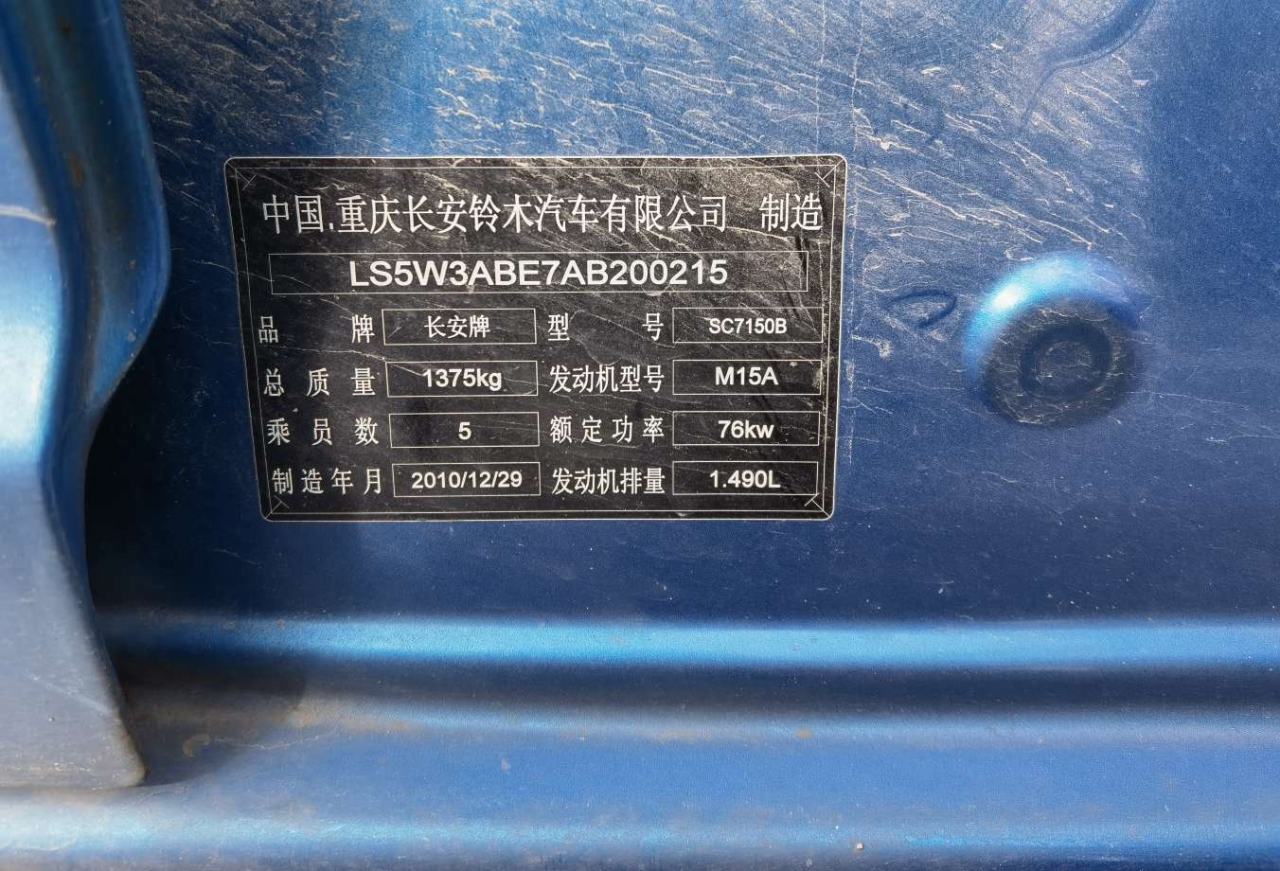 中国.重庆长安铃木汽车有限公司 制造
LS5W3ABE7AB200215
品牌 长安牌 型号 SC7150B
总质量 1375kg 发动机型号 M15A
乘员数 5 额定功率 76kw
制造年月 2010/12/29 发动机排量 1.490L